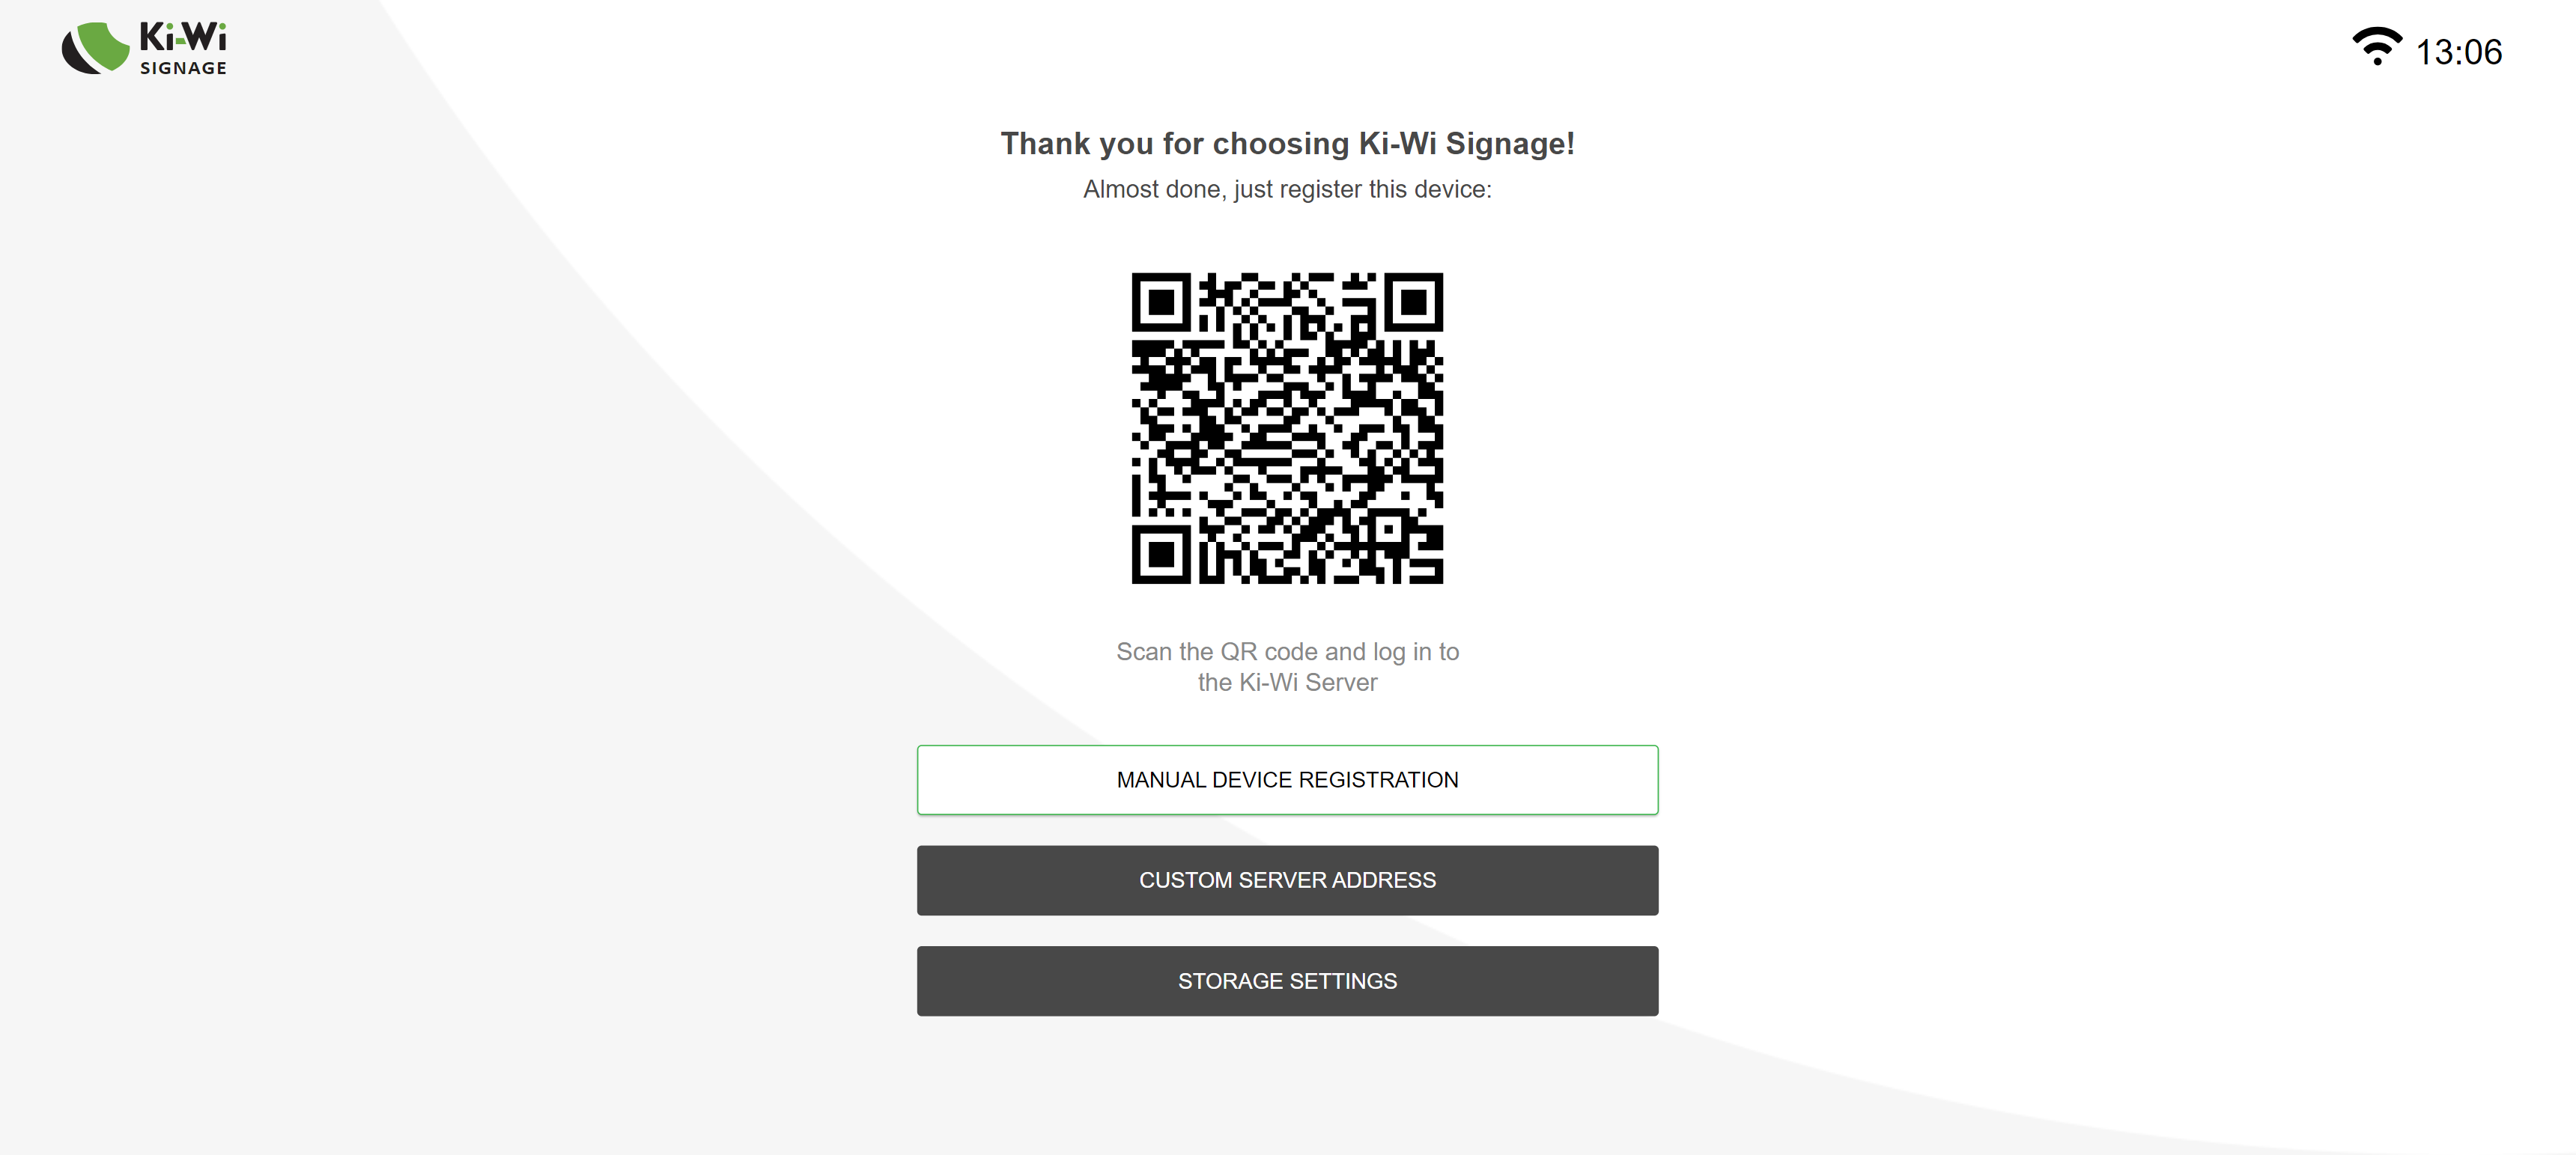 Ki-Wi
SIGNAGE
13:06
Thank you for choosing Ki-Wi Signage!
Almost done, just register this device:
Scan the QR code and log in to
the Ki-Wi Server
MANUAL DEVICE REGISTRATION
CUSTOM SERVER ADDRESS
STORAGE SETTINGS